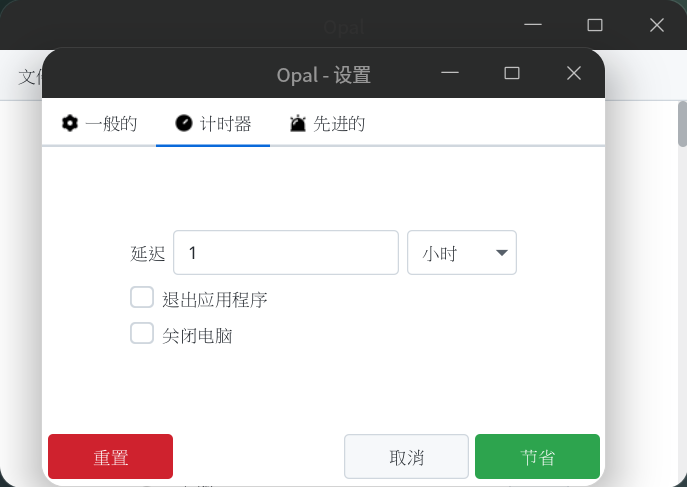 Opal
文件
Opal - 设置
一般的 计时器 先进的
延迟 1 小时
退出应用程序
关闭电脑
重置 取消 节省